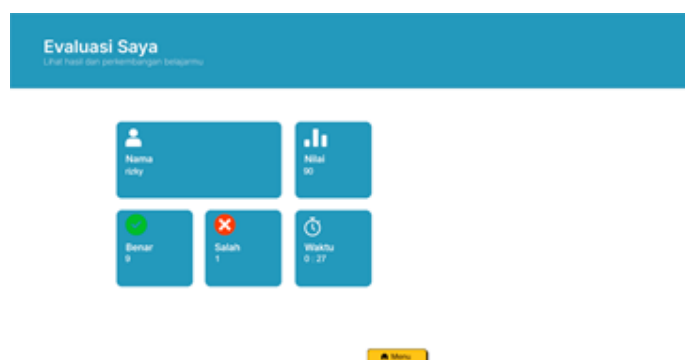 Evaluasi Saya
Lihat hasil dan perkembangan belajarmu
Nama
rizky
Nilai
90
Benar
9
Salah
1
Waktu
0 : 27
Menu